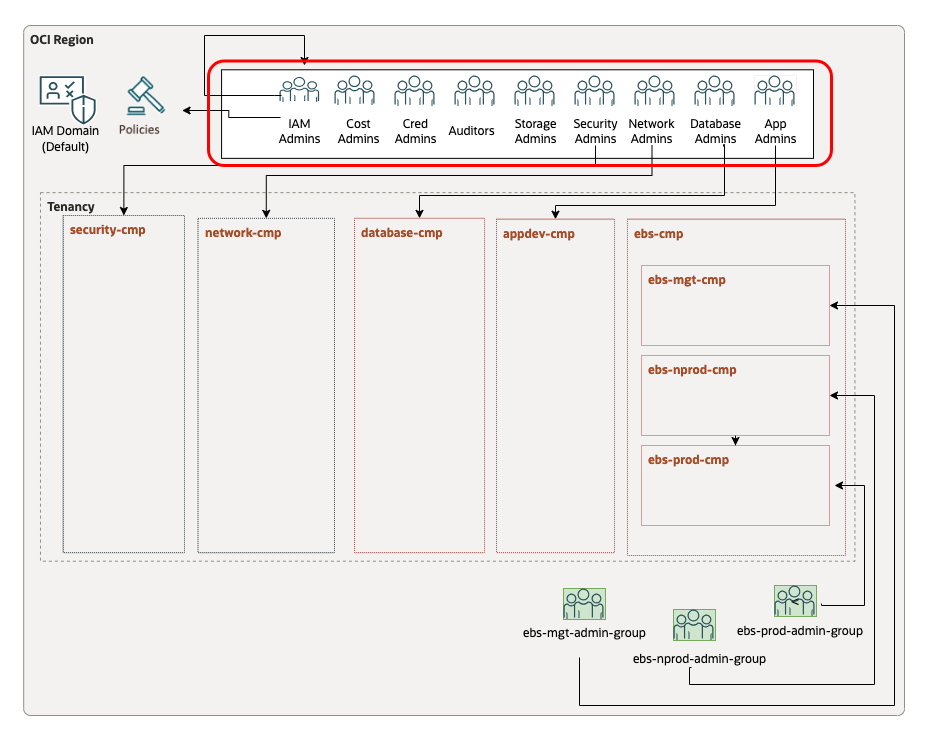 OCI Region
IAM Domain
(Default)
Policies
IAM
Admins
Cost
Admins
Cred
Admins
Auditors
Storage
Admins
Security
Admins
Network
Admins
Database
Admins
App
Admins
Tenancy
security-cmp
network-cmp
database-cmp
appdev-cmp
ebs-cmp
ebs-mgt-cmp
ebs-nprod-cmp
ebs-prod-cmp
ebs-mgt-admin-group
ebs-nprod-admin-group
ebs-prod-admin-group